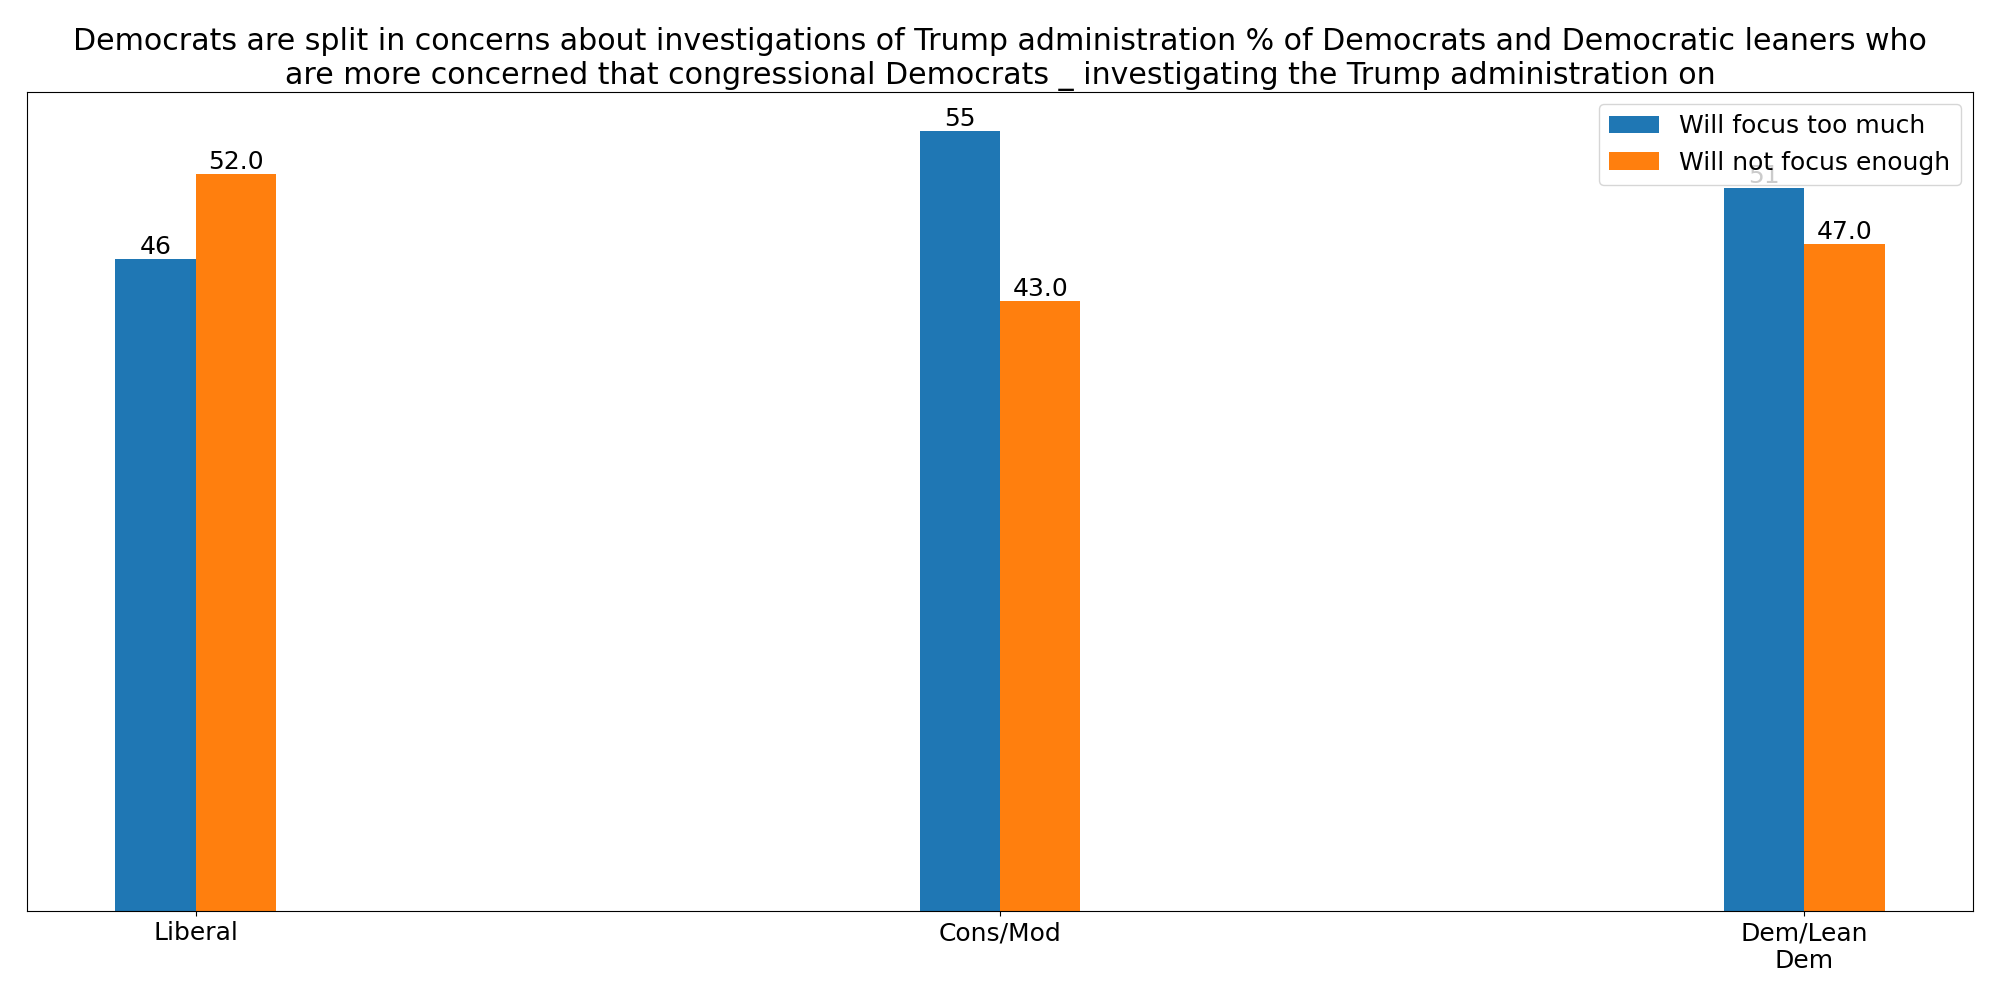 Democrats are split in concerns about investigations of Trump administration % of Democrats and Democratic leaners who
are more concerned that congressional Democrats _ investigating the Trump administration on
Will focus too much
Will not focus enough
46
52.0
55
43.0
51
47.0
Liberal
Cons/Mod
Dem/Lean
Dem